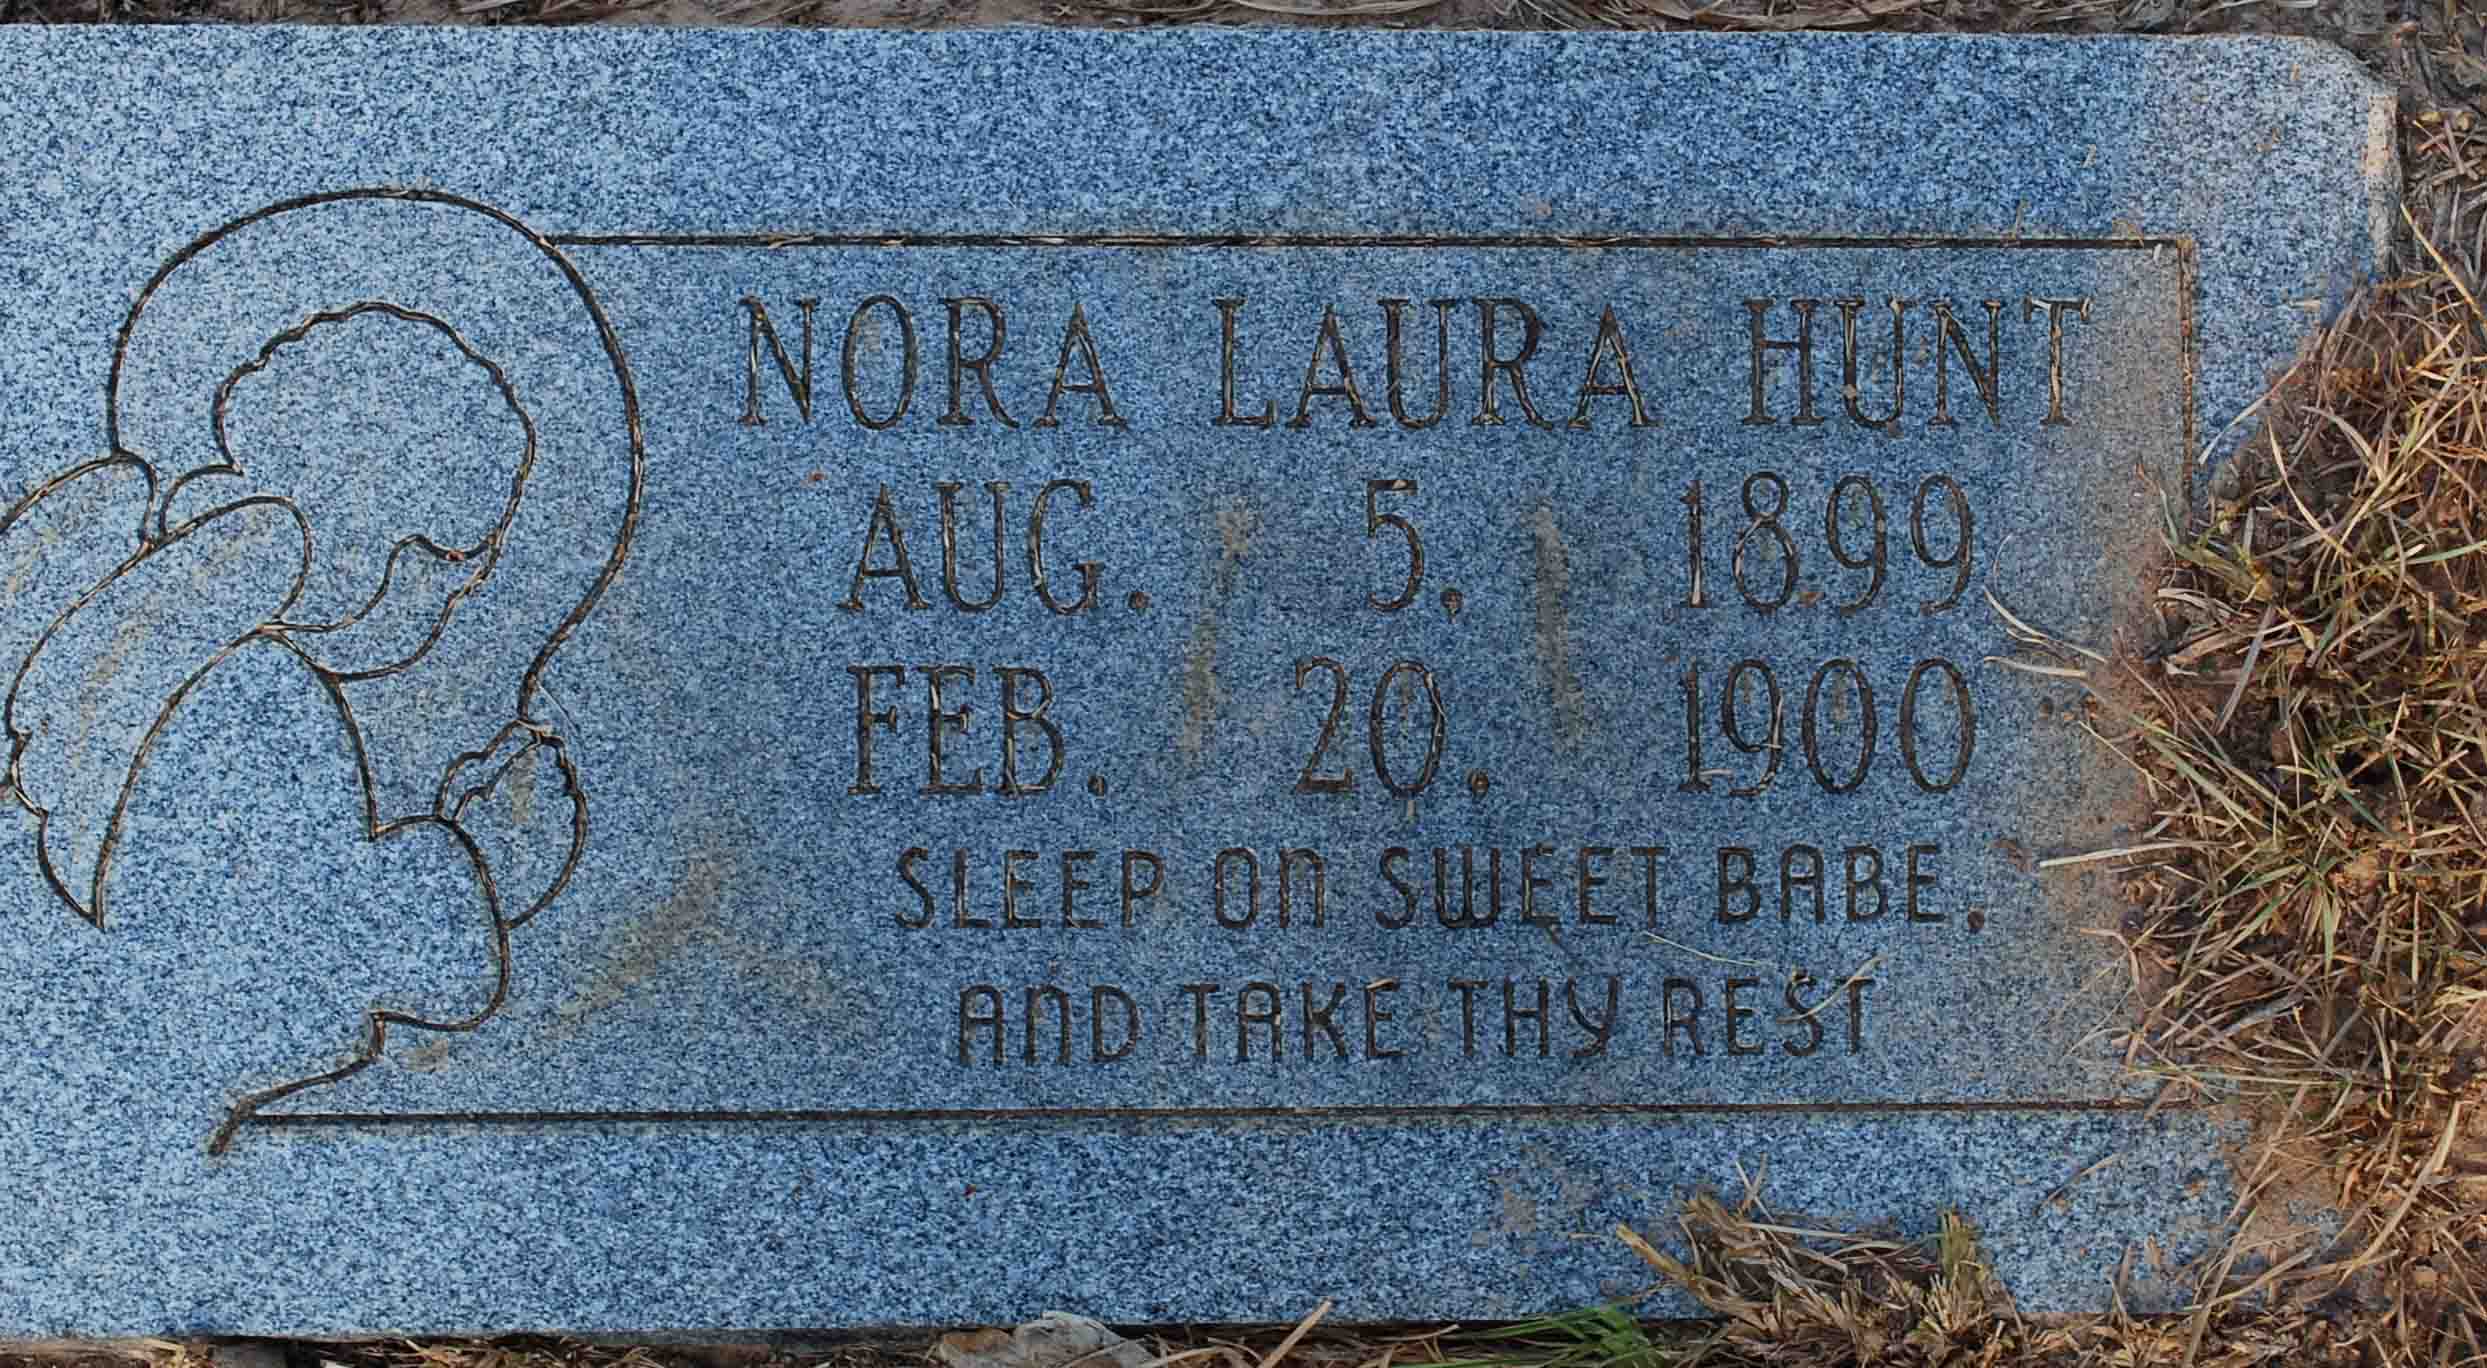 NORA LAURA HUNT
AUG. 5, 1899
FEB. 20, 1900
SLEEP On SWEET BABE,
AnD TAKE THY REST